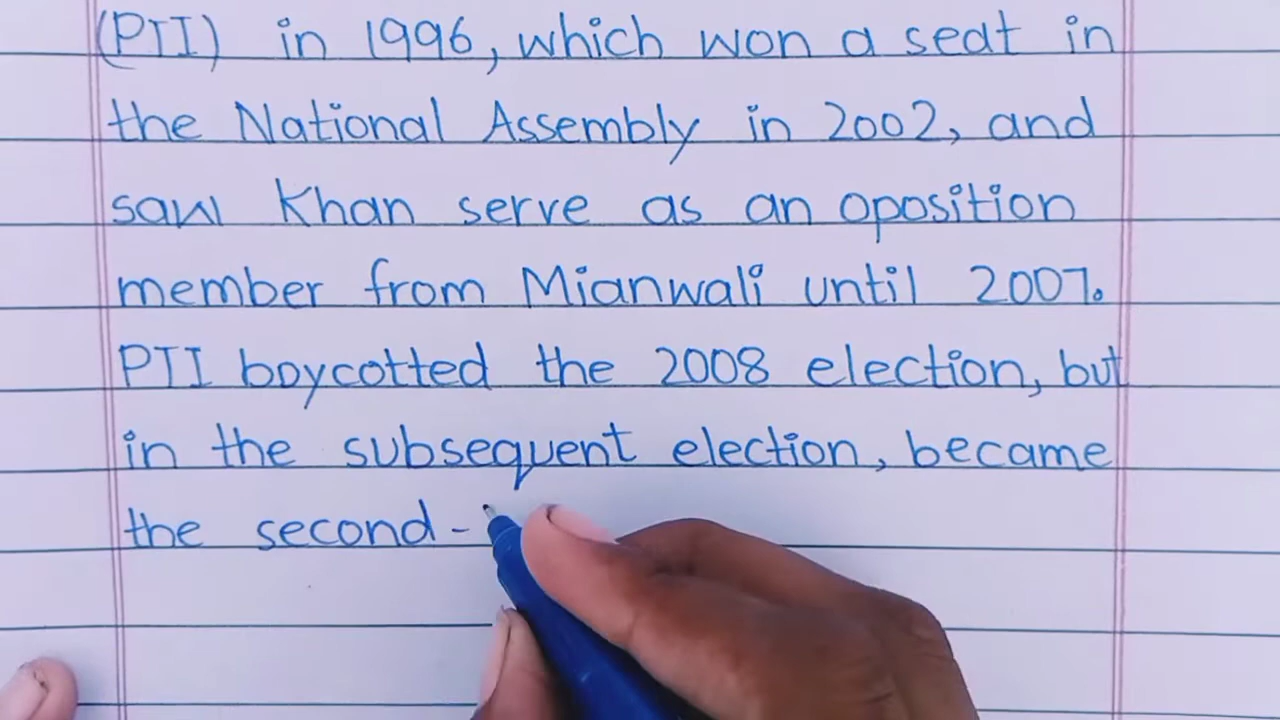 (PTI) in 1996, which won a seat in
the National Assembly in 2002, and
saw Khan serve as an oposition
member from Mianwali until 2007.
PTI boycotted the 2008 election, but
in the subsequent election, became
the second-